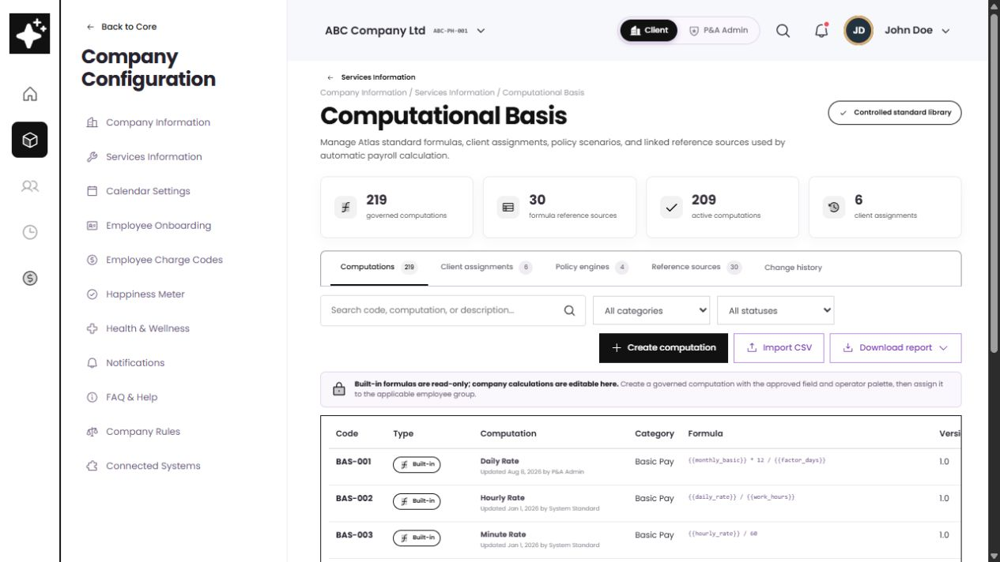 ← Back to Core
Company
Configuration
Company Information
Services Information
Calendar Settings
Employee Onboarding
Employee Charge Codes
Happiness Meter
Health & Wellness
Notifications
FAQ & Help
Company Rules
Connected Systems
ABC Company Ltd ABC-PH-001
Client P&A Admin
JD John Doe
← Services Information
Company Information / Services Information / Computational Basis
Computational Basis
Controlled standard library
Manage Atlas standard formulas, client assignments, policy scenarios, and linked reference sources used by
automatic payroll calculation.
219
governed computations
30
formula reference sources
209
active computations
6
client assignments
Computations 219 Client assignments 6 Policy engines 4 Reference sources 30 Change history
Search code, computation, or description... All categories All statuses
+ Create computation Import CSV Download report
Built-in formulas are read-only; company calculations are editable here. Create a governed computation with the approved field and operator palette, then assign it
to the applicable employee group.
Code Type Computation Category Formula Versi
BAS-001 Built-in Daily Rate Basic Pay {{monthly_basic}} * 12 / {{factor_days}} 1.0
Updated Aug 8, 2026 by P&A Admin
BAS-002 Built-in Hourly Rate Basic Pay {{daily_rate}} / {{work_hours}} 1.0
Updated Jan 1, 2026 by System Standard
BAS-003 Built-in Minute Rate Basic Pay {{hourly_rate}} / 60 1.0
Updated Jan 1, 2026 by System Standard